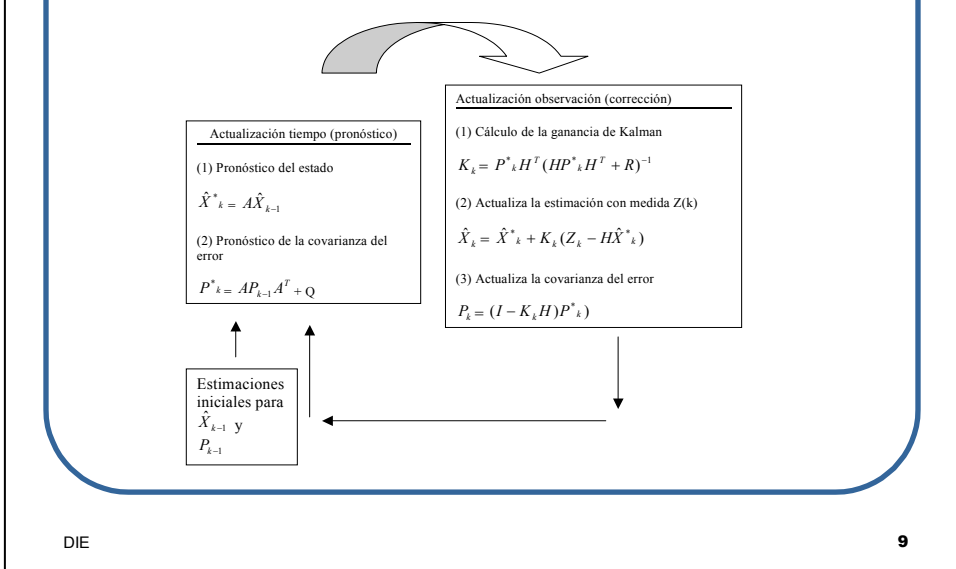 Actualización tiempo (pronóstico)
(1) Pronóstico del estado
X̂*ₖ = AX̂ₖ₋₁
(2) Pronóstico de la covarianza del
error
P*ₖ = APₖ₋₁Aᵀ + Q
Actualización observación (corrección)
(1) Cálculo de la ganancia de Kalman
Kₖ = P*ₖHᵀ(HP*ₖHᵀ + R)⁻¹
(2) Actualiza la estimación con medida Z(k)
X̂ₖ = X̂*ₖ + Kₖ(Zₖ − HX̂*ₖ)
(3) Actualiza la covarianza del error
Pₖ = (I − KₖH)P*ₖ)
Estimaciones
iniciales para
X̂ₖ₋₁ y
Pₖ₋₁
DIE
9